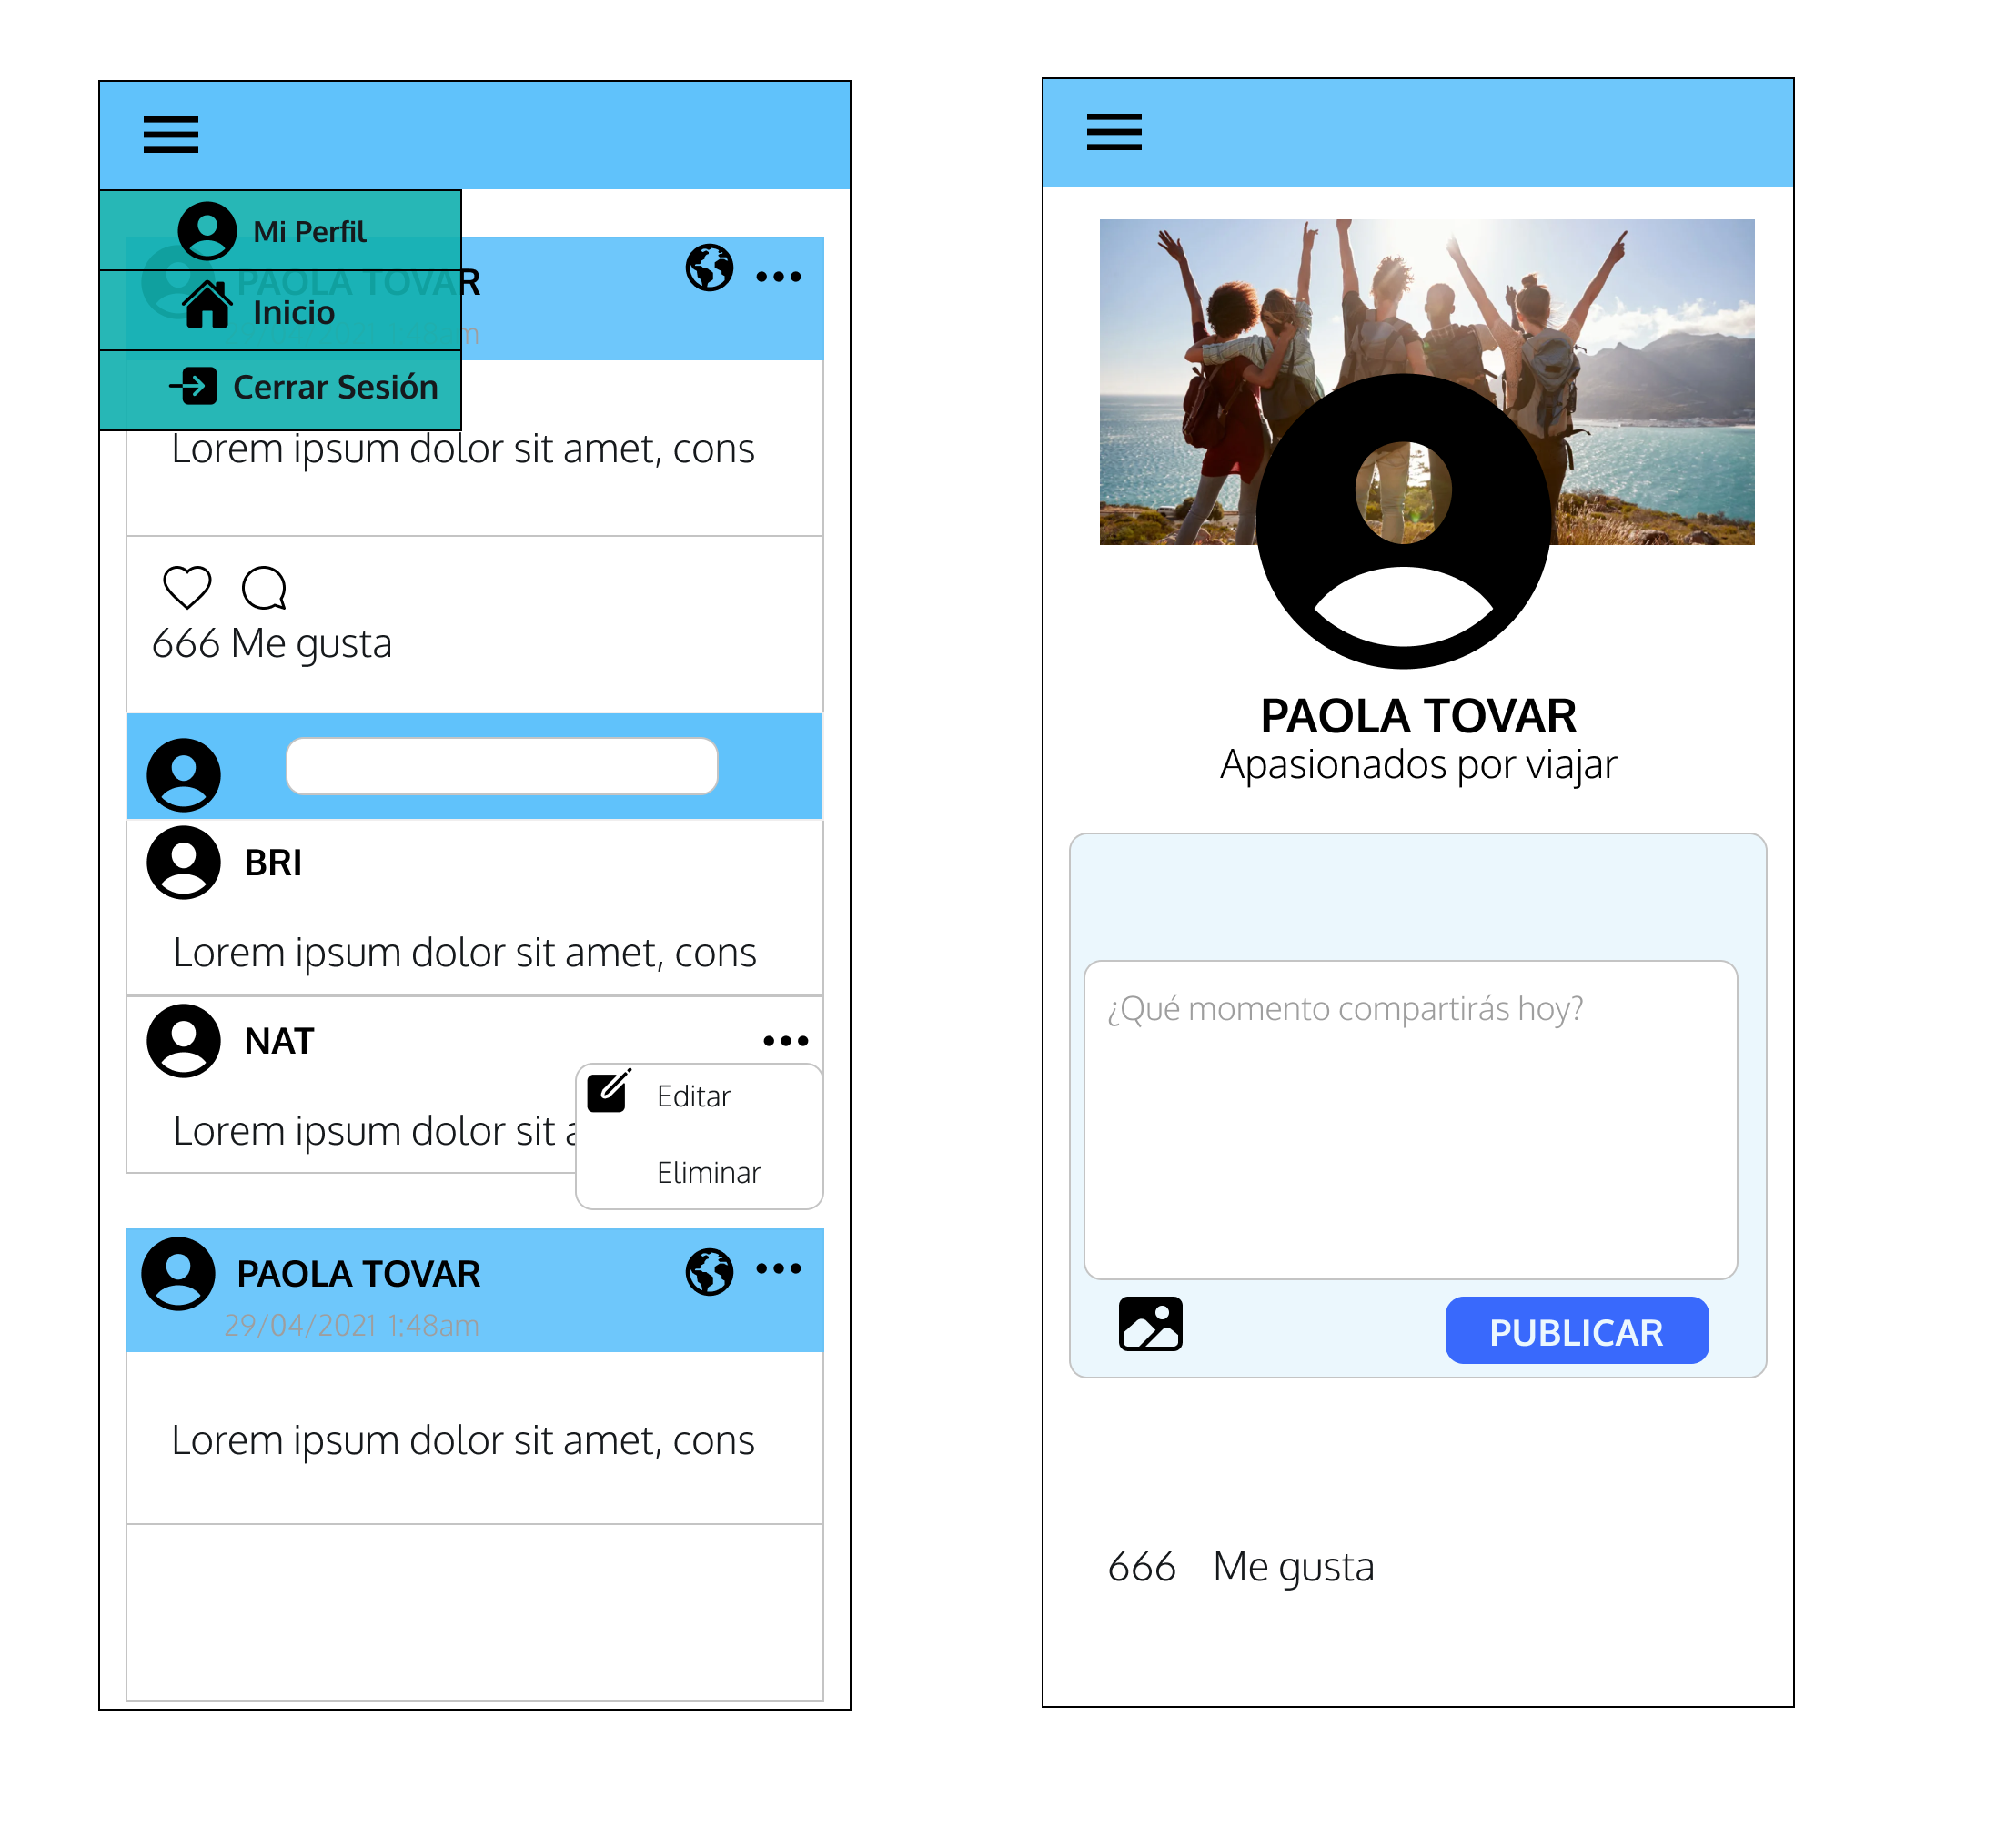 Mi Perfil
PAOLA TOVAR
Inicio
Cerrar Sesión
Lorem ipsum dolor sit amet, cons
666 Me gusta
BRI
Lorem ipsum dolor sit amet, cons
NAT
Editar
Lorem ipsum dolor sit
Eliminar
PAOLA TOVAR
29/04/2021 1:48am
Lorem ipsum dolor sit amet, cons
PAOLA TOVAR
Apasionados por viajar
¿Qué momento compartirás hoy?
PUBLICAR
666 Me gusta